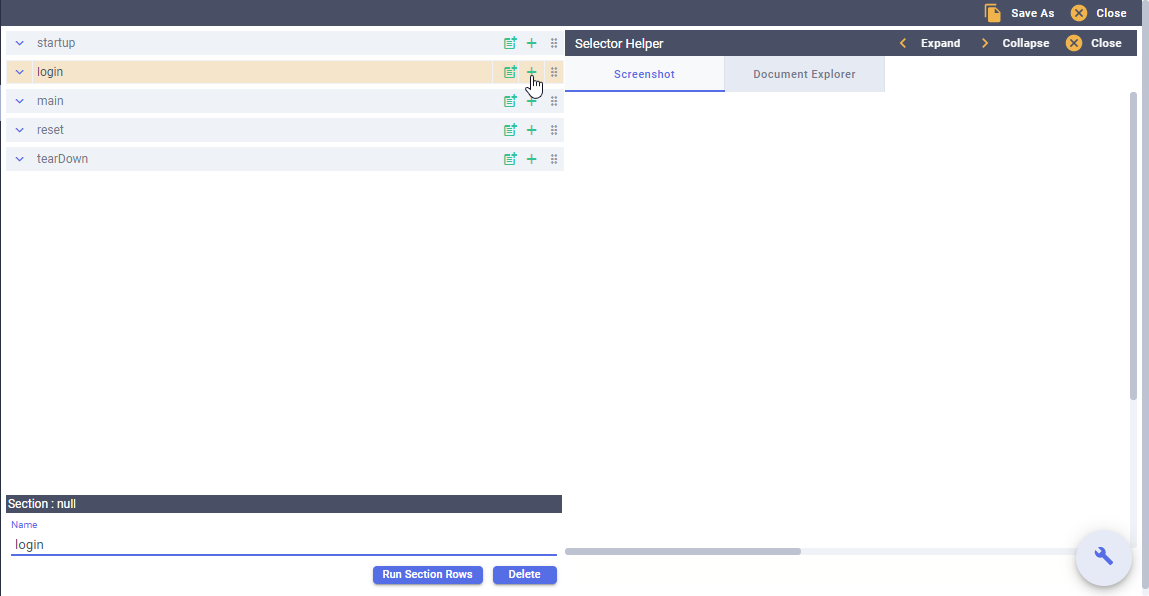 Save As
Close
startup
login
main
reset
tearDown
Selector Helper
Expand
Collapse
Close
Screenshot
Document Explorer
Section : null
Name
login
Run Section Rows
Delete